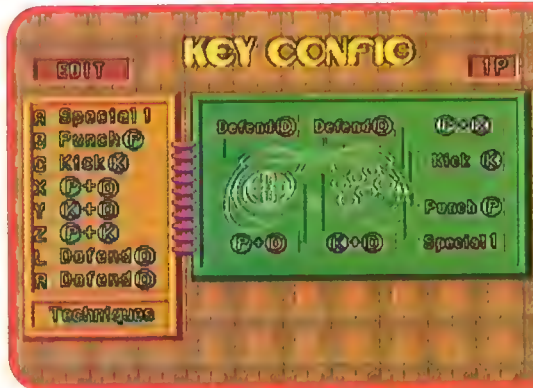 KEY CONFIG
EDIT
1P
A Special 1
B Punch P
C Kick K
X P+D
Y K+D
Z P+K
L Defend D
R Defend D
Techniques
Defend D Defend D P+K
Kick K
Punch P
P+D K+D Special 1